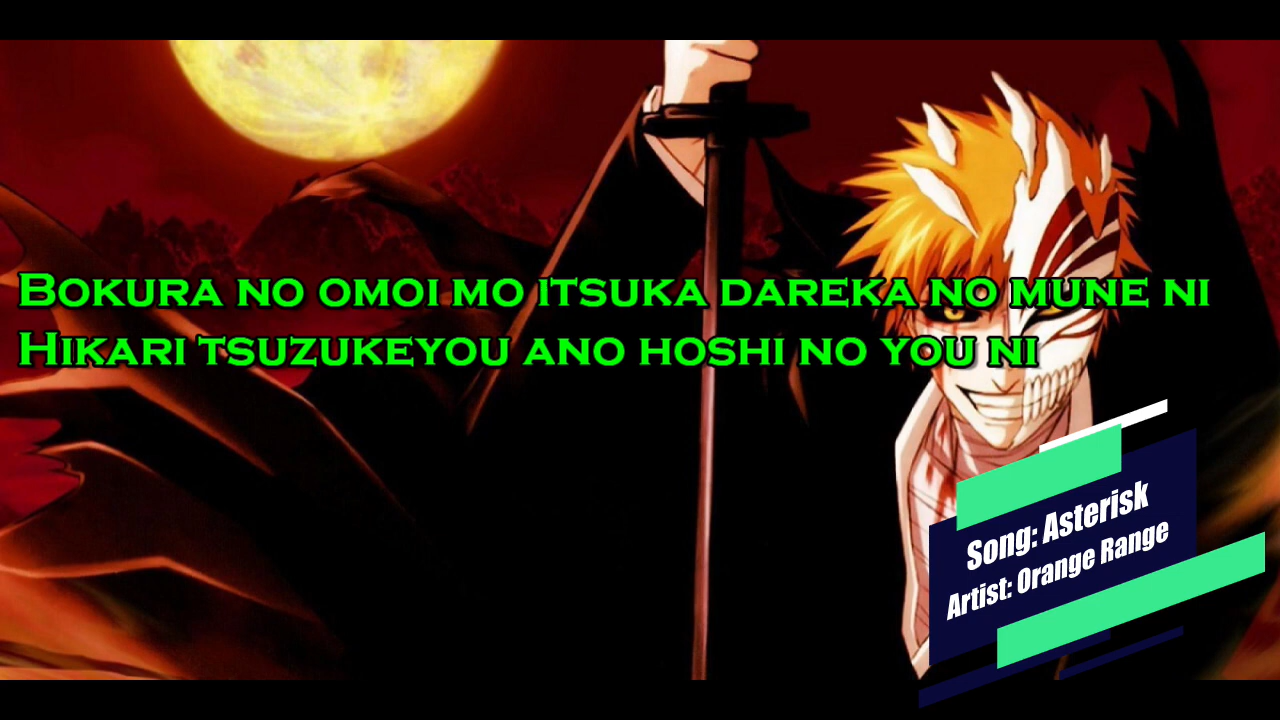 Bokura no omoi mo itsuka dareka no mune ni
Hikari tsuzukeyou ano hoshi no you ni
Song: Asterisk
Artist: Orange Range